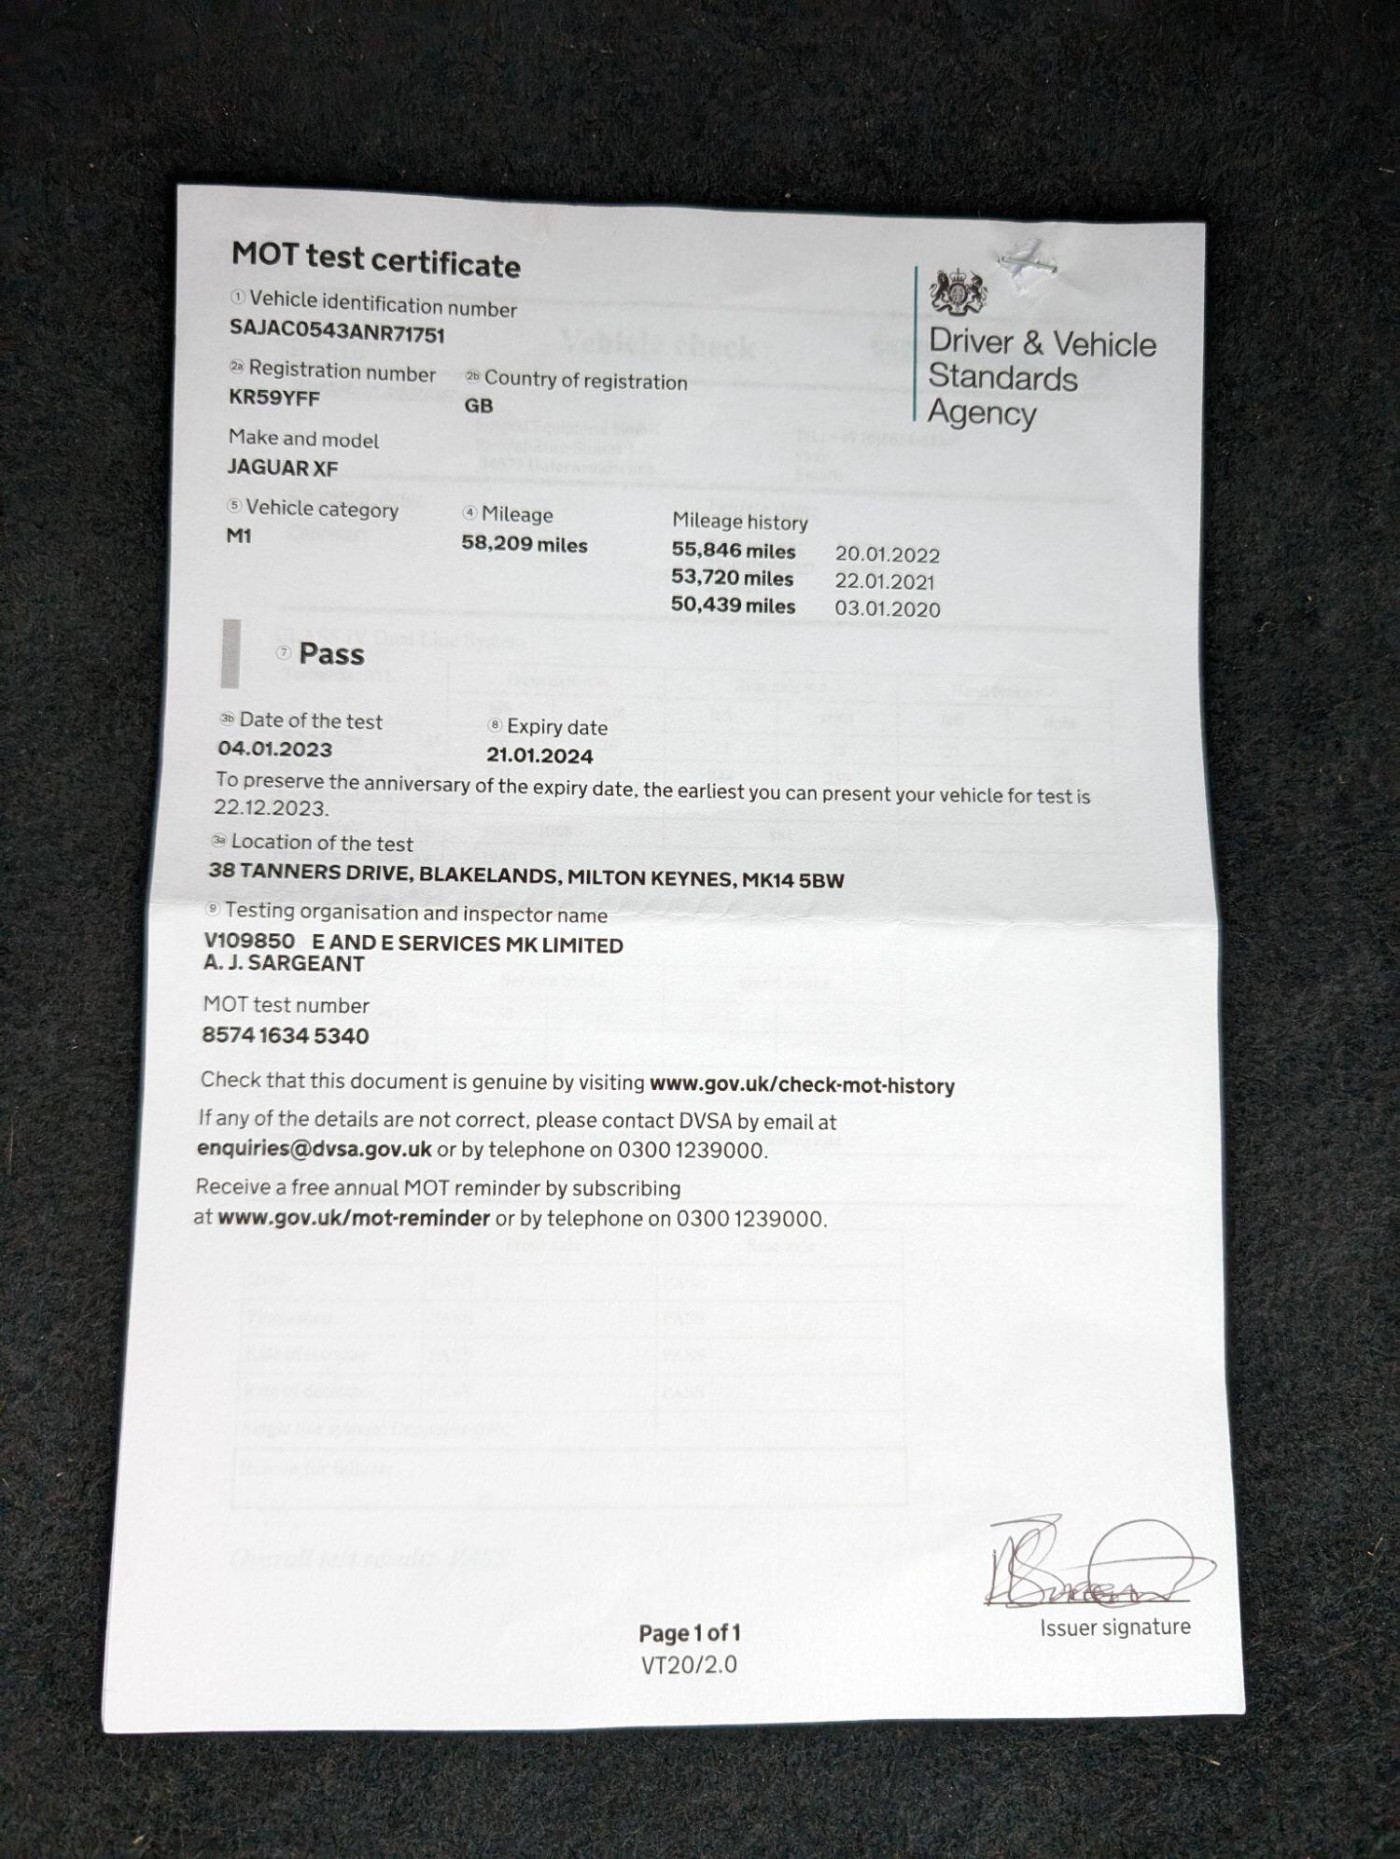 MOT test certificate
1 Vehicle identification number
SAJAC0543ANR71751
2a Registration number 2b Country of registration
KR59YFF GB
Make and model
JAGUAR XF
Driver & Vehicle
Standards
Agency
5 Vehicle category 4 Mileage Mileage history
M1 58,209 miles 55,846 miles 20.01.2022
53,720 miles 22.01.2021
50,439 miles 03.01.2020
7 Pass
3b Date of the test 8 Expiry date
04.01.2023 21.01.2024
To preserve the anniversary of the expiry date, the earliest you can present your vehicle for test is
22.12.2023.
3a Location of the test
38 TANNERS DRIVE, BLAKELANDS, MILTON KEYNES, MK14 5BW
9 Testing organisation and inspector name
V109850 E AND E SERVICES MK LIMITED
A. J. SARGEANT
MOT test number
8574 1634 5340
Check that this document is genuine by visiting www.gov.uk/check-mot-history
If any of the details are not correct, please contact DVSA by email at
enquiries@dvsa.gov.uk or by telephone on 0300 1239000.
Receive a free annual MOT reminder by subscribing
at www.gov.uk/mot-reminder or by telephone on 0300 1239000.
Issuer signature
Page 1 of 1
VT20/2.0